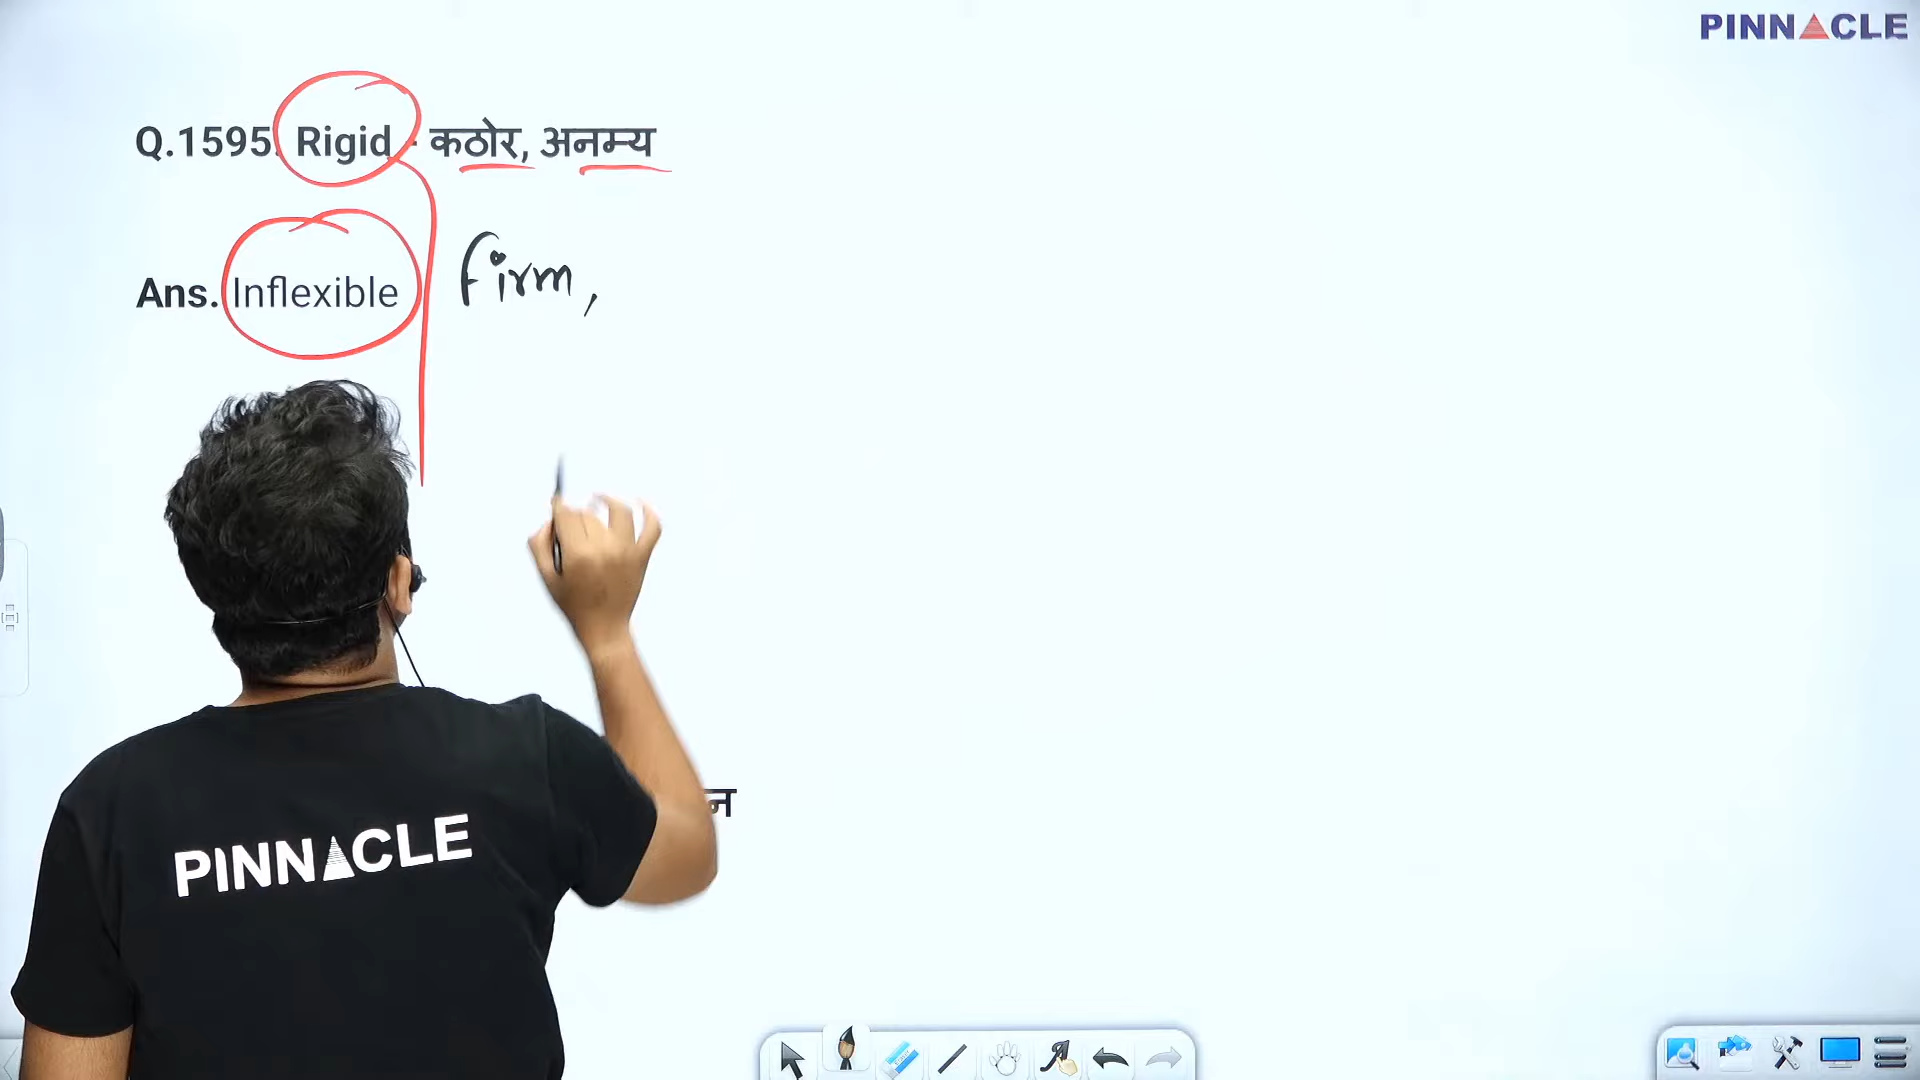 PINNACLE
Q.1595. Rigid - कठोर, अनम्य
Ans. Inflexible
firm,
न
PINNACLE